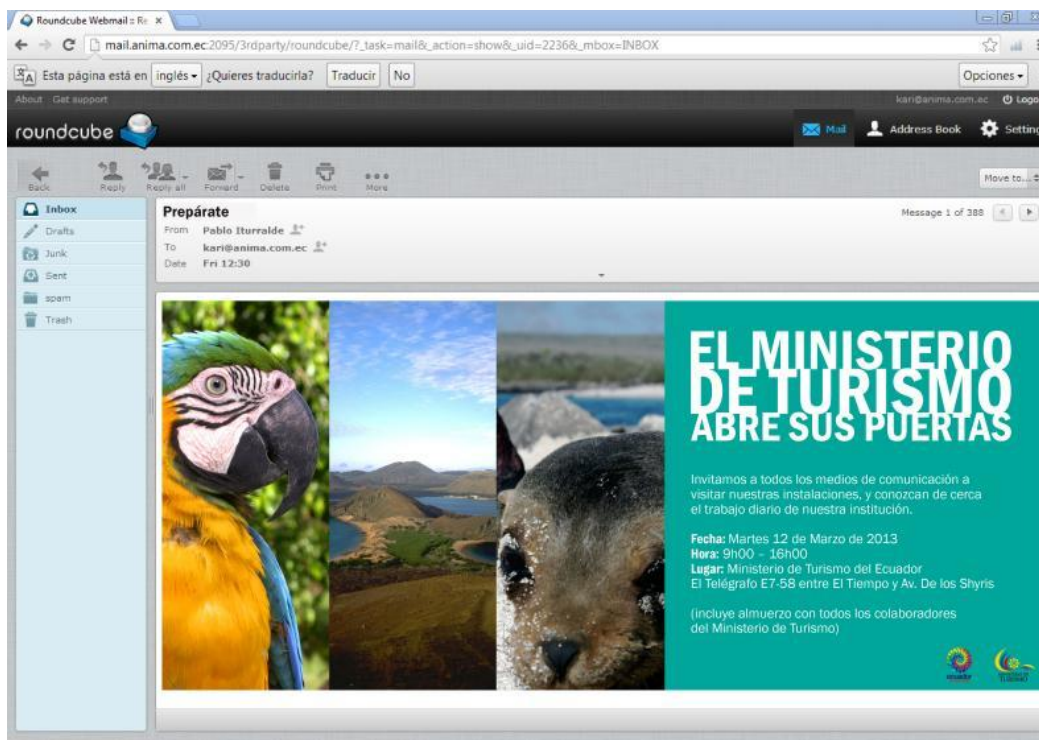 Roundcube Webmail :: Re
mail.anima.com.ec:2095/3rdparty/roundcube/?_task=mail&_action=show&_uid=2236&_mbox=INBOX
Esta página está en inglés ¿Quieres traducirla? Traducir No Opciones
About Get support kari@anima.com.ec Logo
roundcube Mail Address Book Setting
Back Reply Reply all Forward Delete Print More Move to...
Inbox
Drafts
Junk
Sent
spam
Trash
Prepárate Message 1 of 388
From Pablo Iturralde
To kari@anima.com.ec
Date Fri 12:30
EL MINISTERIO
DE TURISMO
ABRE SUS PUERTAS
Invitamos a todos los medios de comunicación a
visitar nuestras instalaciones, y conozcan de cerca
el trabajo diario de nuestra institución.
Fecha: Martes 12 de Marzo de 2013
Hora: 9h00 – 16h00
Lugar: Ministerio de Turismo del Ecuador
El Telégrafo E7-58 entre El Tiempo y Av. De los Shyris
(incluye almuerzo con todos los colaboradores
del Ministerio de Turismo)
ecuador
TURISMO